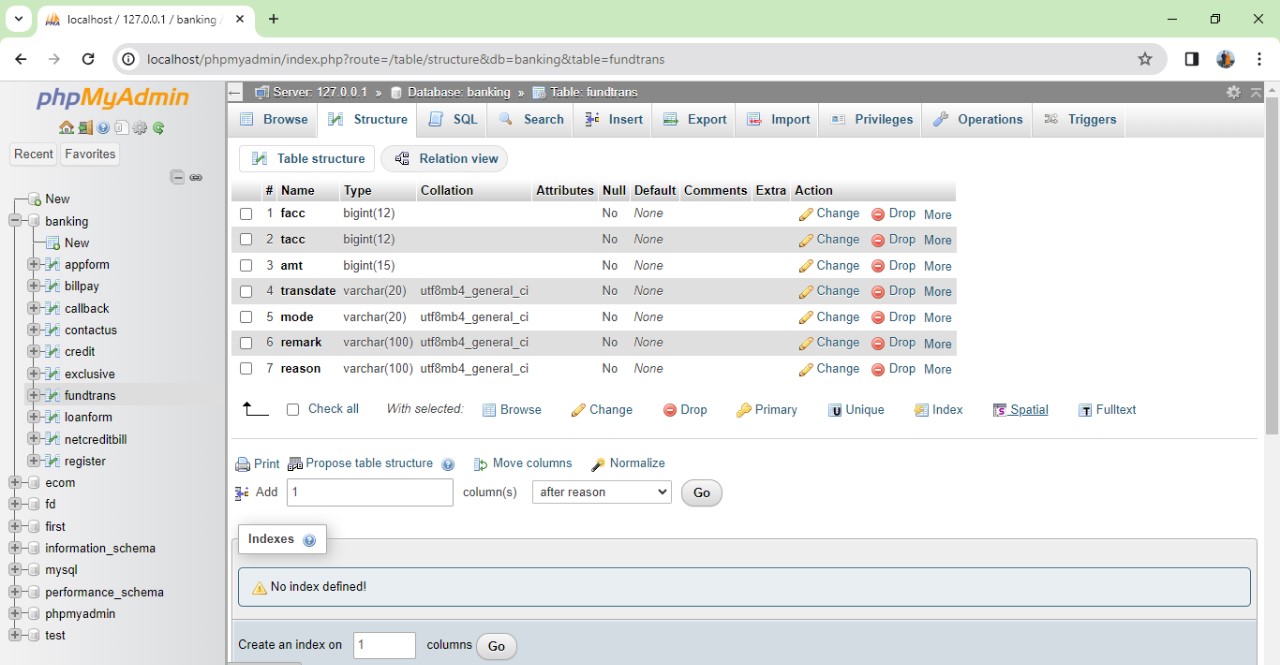 localhost / 127.0.0.1 / banking /
localhost/phpmyadmin/index.php?route=/table/structure&db=banking&table=fundtrans
phpMyAdmin
Recent Favorites
New
banking
New
appform
billpay
callback
contactus
credit
exclusive
fundtrans
loanform
netcreditbill
register
ecom
fd
first
information_schema
mysql
performance_schema
phpmyadmin
test
Server: 127.0.0.1 » Database: banking » Table: fundtrans
Browse Structure SQL Search Insert Export Import Privileges Operations Triggers
Table structure Relation view
# Name Type Collation Attributes Null Default Comments Extra Action
1 facc bigint(12) No None Change Drop More
2 tacc bigint(12) No None Change Drop More
3 amt bigint(15) No None Change Drop More
4 transdate varchar(20) utf8mb4_general_ci No None Change Drop More
5 mode varchar(20) utf8mb4_general_ci No None Change Drop More
6 remark varchar(100) utf8mb4_general_ci No None Change Drop More
7 reason varchar(100) utf8mb4_general_ci No None Change Drop More
Check all With selected: Browse Change Drop Primary Unique Index Spatial Fulltext
Print Propose table structure Move columns Normalize
Add 1 column(s) after reason Go
Indexes
No index defined!
Create an index on 1 columns Go